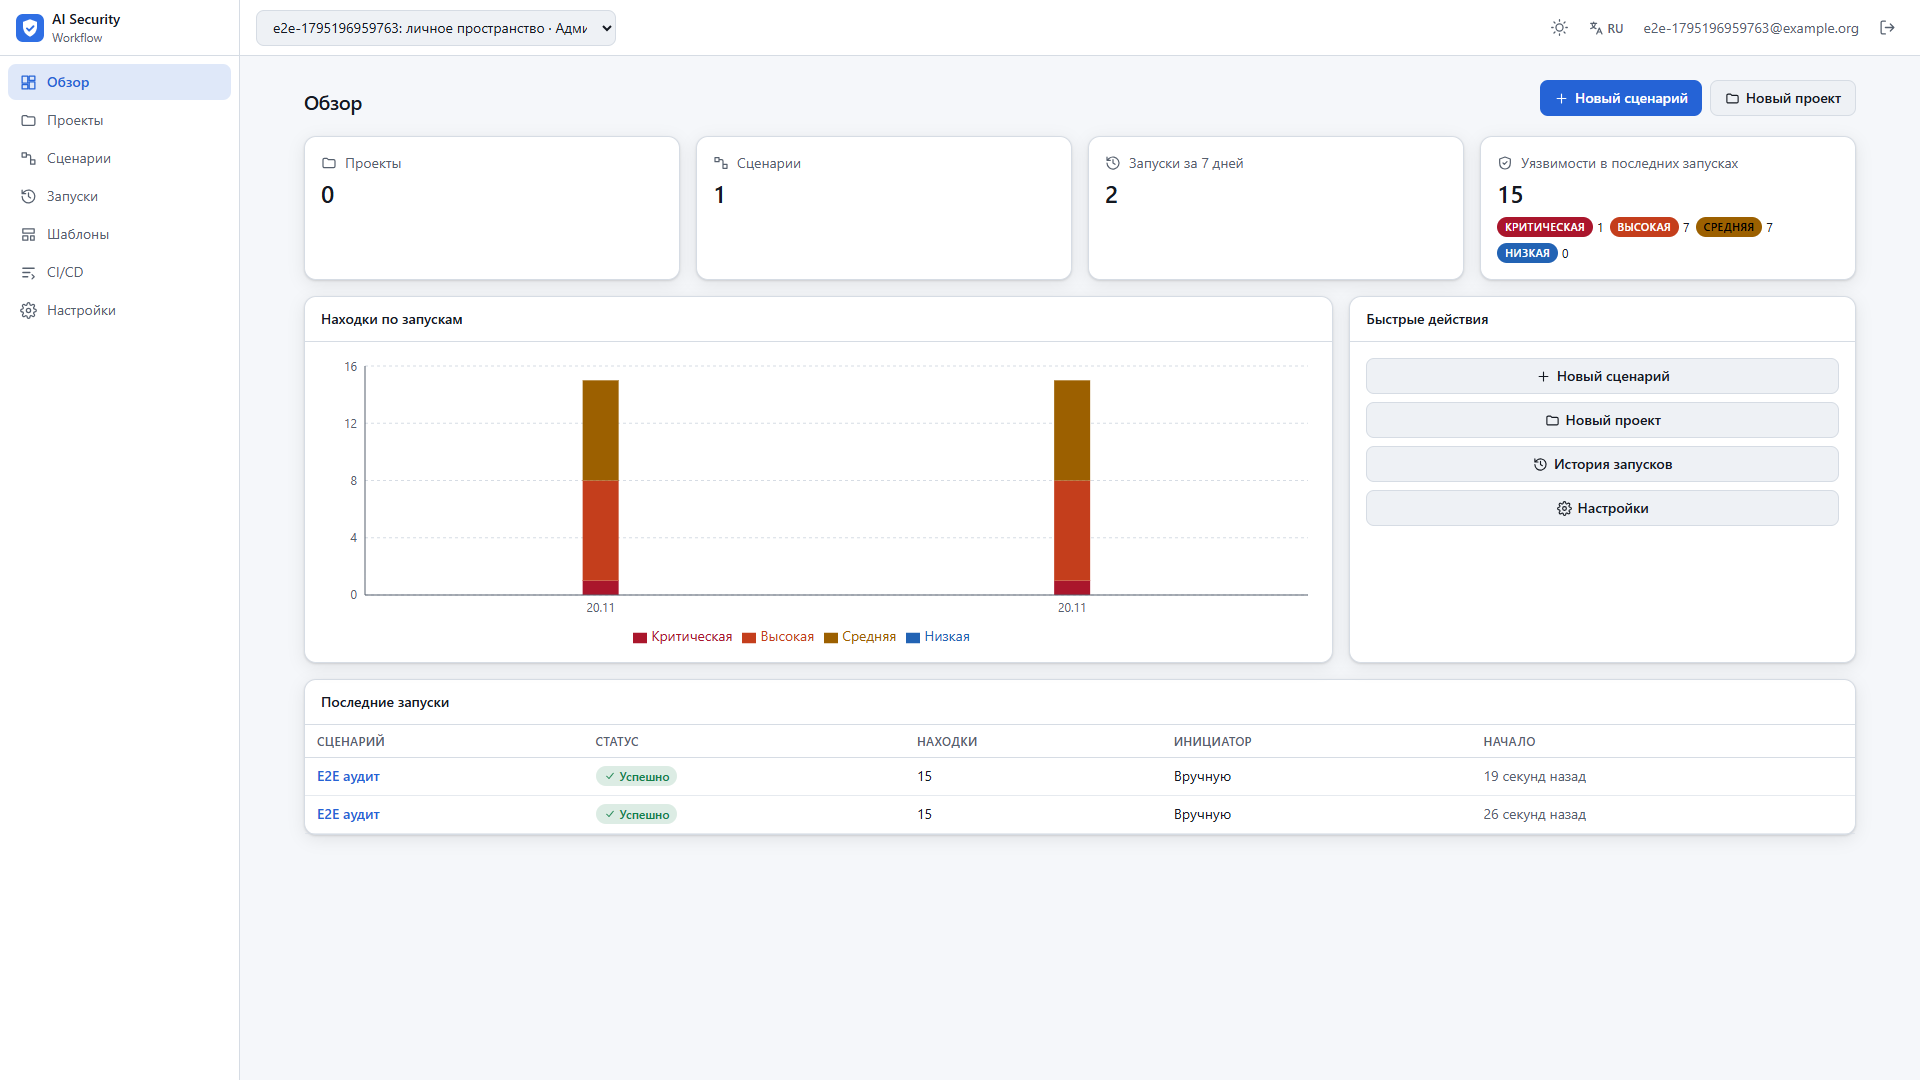 AI Security
Workflow
e2e-1795196959763: личное пространство · Адми
RU
e2e-1795196959763@example.org
Обзор
Проекты
Сценарии
Запуски
Шаблоны
CI/CD
Настройки
Обзор
Новый сценарий
Новый проект
Проекты
0
Сценарии
1
Запуски за 7 дней
2
Уязвимости в последних запусках
15
КРИТИЧЕСКАЯ 1 ВЫСОКАЯ 7 СРЕДНЯЯ 7
НИЗКАЯ 0
Находки по запускам
16
12
8
4
0
20.11 20.11
Критическая Высокая Средняя Низкая
Быстрые действия
Новый сценарий
Новый проект
История запусков
Настройки
Последние запуски
СЦЕНАРИЙ СТАТУС НАХОДКИ ИНИЦИАТОР НАЧАЛО
E2E аудит Успешно 15 Вручную 19 секунд назад
E2E аудит Успешно 15 Вручную 26 секунд назад